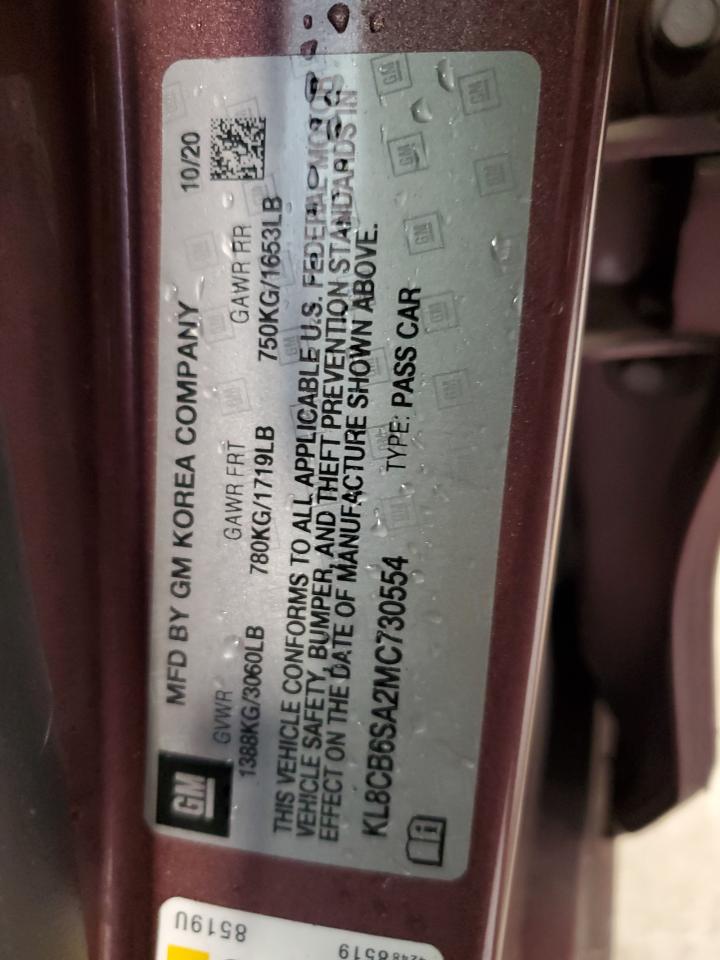 MFD BY GM KOREA COMPANY 10/20
GM
GVWR GAWR FRT GAWR RR
1388KG/3060LB 780KG/1719LB 750KG/1653LB
THIS VEHICLE CONFORMS TO ALL APPLICABLE U.S. FEDERAL MOTOR
VEHICLE SAFETY, BUMPER, AND THEFT PREVENTION STANDARDS IN
EFFECT ON THE DATE OF MANUFACTURE SHOWN ABOVE.
KL8CB6SA2MC730554 TYPE: PASS CAR
8519U
42488519